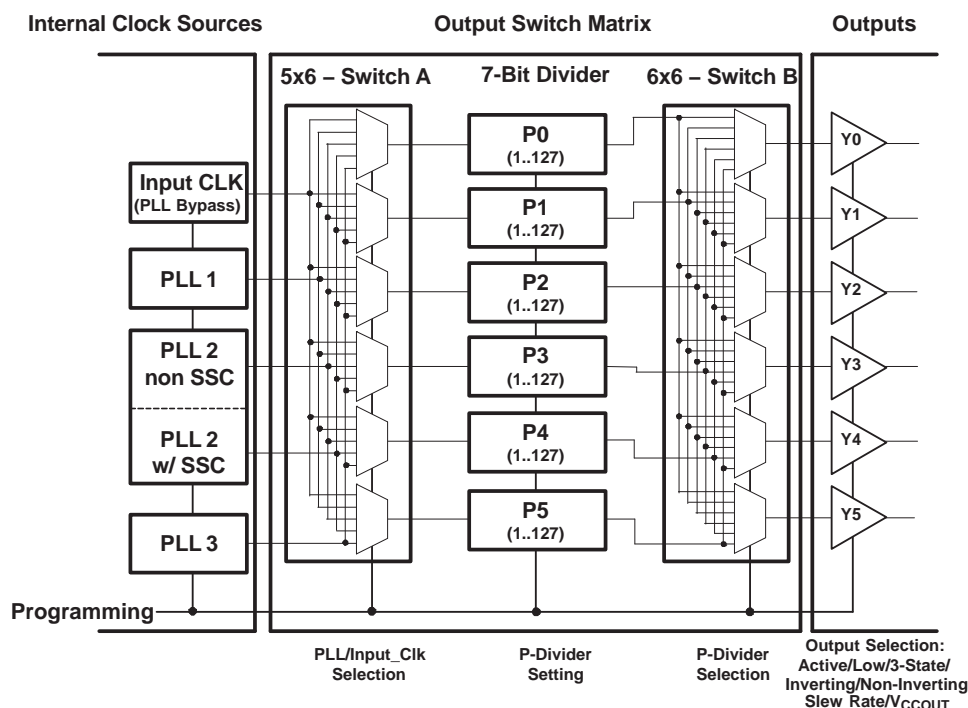 Internal Clock Sources
Output Switch Matrix
Outputs
5x6 – Switch A
7-Bit Divider
6x6 – Switch B
Input CLK
(PLL Bypass)
PLL 1
PLL 2
non SSC
PLL 2
w/ SSC
PLL 3
P0
(1..127)
P1
(1..127)
P2
(1..127)
P3
(1..127)
P4
(1..127)
P5
(1..127)
Y0
Y1
Y2
Y3
Y4
Y5
Programming
PLL/Input_Clk
Selection
P-Divider
Setting
P-Divider
Selection
Output Selection:
Active/Low/3-State/
Inverting/Non-Inverting
Slew Rate/VCCOUT